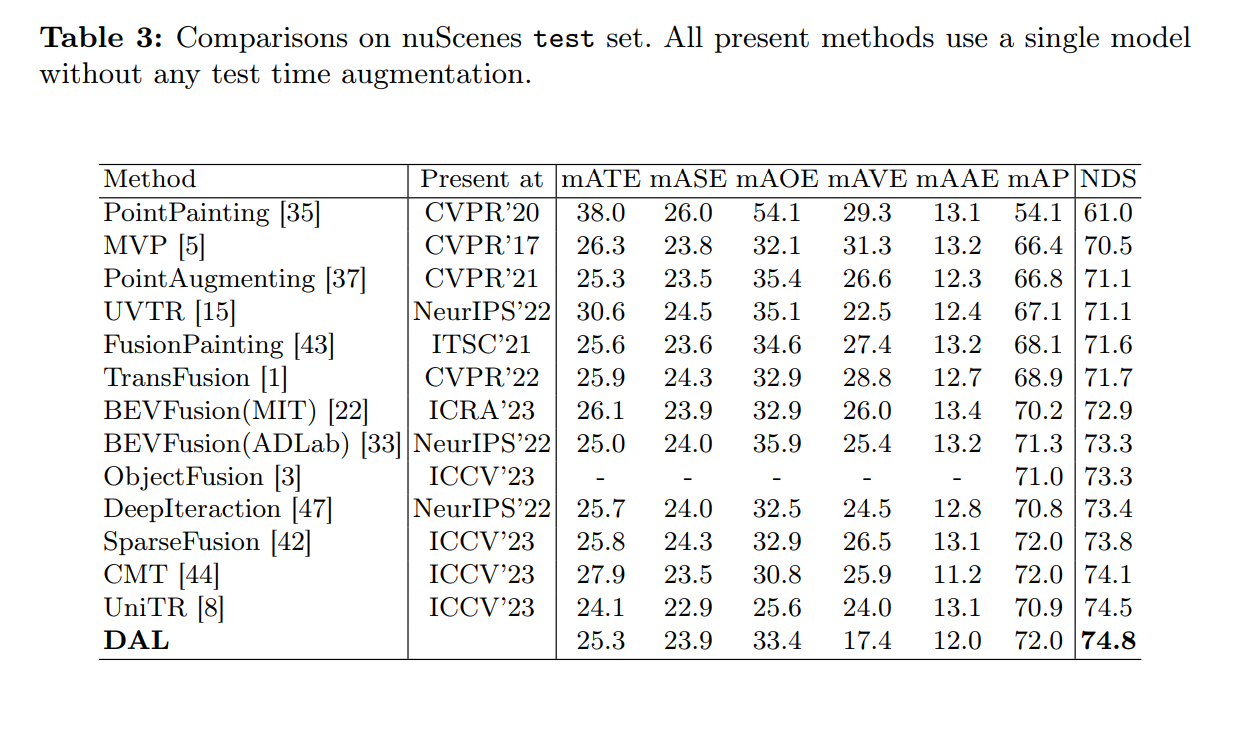 Table 3: Comparisons on nuScenes test set. All present methods use a single model
without any test time augmentation.
Method Present at mATE mASE mAOE mAVE mAAE mAP NDS
PointPainting [35] CVPR'20 38.0 26.0 54.1 29.3 13.1 54.1 61.0
MVP [5] CVPR'17 26.3 23.8 32.1 31.3 13.2 66.4 70.5
PointAugmenting [37] CVPR'21 25.3 23.5 35.4 26.6 12.3 66.8 71.1
UVTR [15] NeurIPS'22 30.6 24.5 35.1 22.5 12.4 67.1 71.1
FusionPainting [43] ITSC'21 25.6 23.6 34.6 27.4 13.2 68.1 71.6
TransFusion [1] CVPR'22 25.9 24.3 32.9 28.8 12.7 68.9 71.7
BEVFusion(MIT) [22] ICRA'23 26.1 23.9 32.9 26.0 13.4 70.2 72.9
BEVFusion(ADLab) [33] NeurIPS'22 25.0 24.0 35.9 25.4 13.2 71.3 73.3
ObjectFusion [3] ICCV'23 - - - - - 71.0 73.3
DeepIteraction [47] NeurIPS'22 25.7 24.0 32.5 24.5 12.8 70.8 73.4
SparseFusion [42] ICCV'23 25.8 24.3 32.9 26.5 13.1 72.0 73.8
CMT [44] ICCV'23 27.9 23.5 30.8 25.9 11.2 72.0 74.1
UniTR [8] ICCV'23 24.1 22.9 25.6 24.0 13.1 70.9 74.5
DAL 25.3 23.9 33.4 17.4 12.0 72.0 74.8